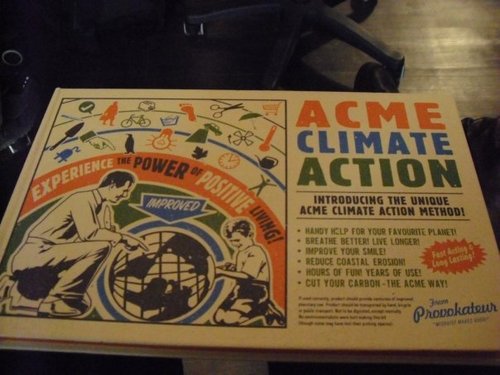 EXPERIENCE THE POWER OF POSITIVE LIVING!
IMPROVED
ACME
CLIMATE
ACTION
INTRODUCING THE UNIQUE
ACME CLIMATE ACTION METHOD!
• HANDY HELP FOR YOUR FAVOURITE PLANET!
• BREATHE BETTER! LIVE LONGER!
• IMPROVE YOUR SMILE!
• REDUCE COASTAL EROSION!
• HOURS OF FUN! YEARS OF USE!
• CUT YOUR CARBON - THE ACME WAY!
Fast Acting &
Long Lasting!
From
Provokateur